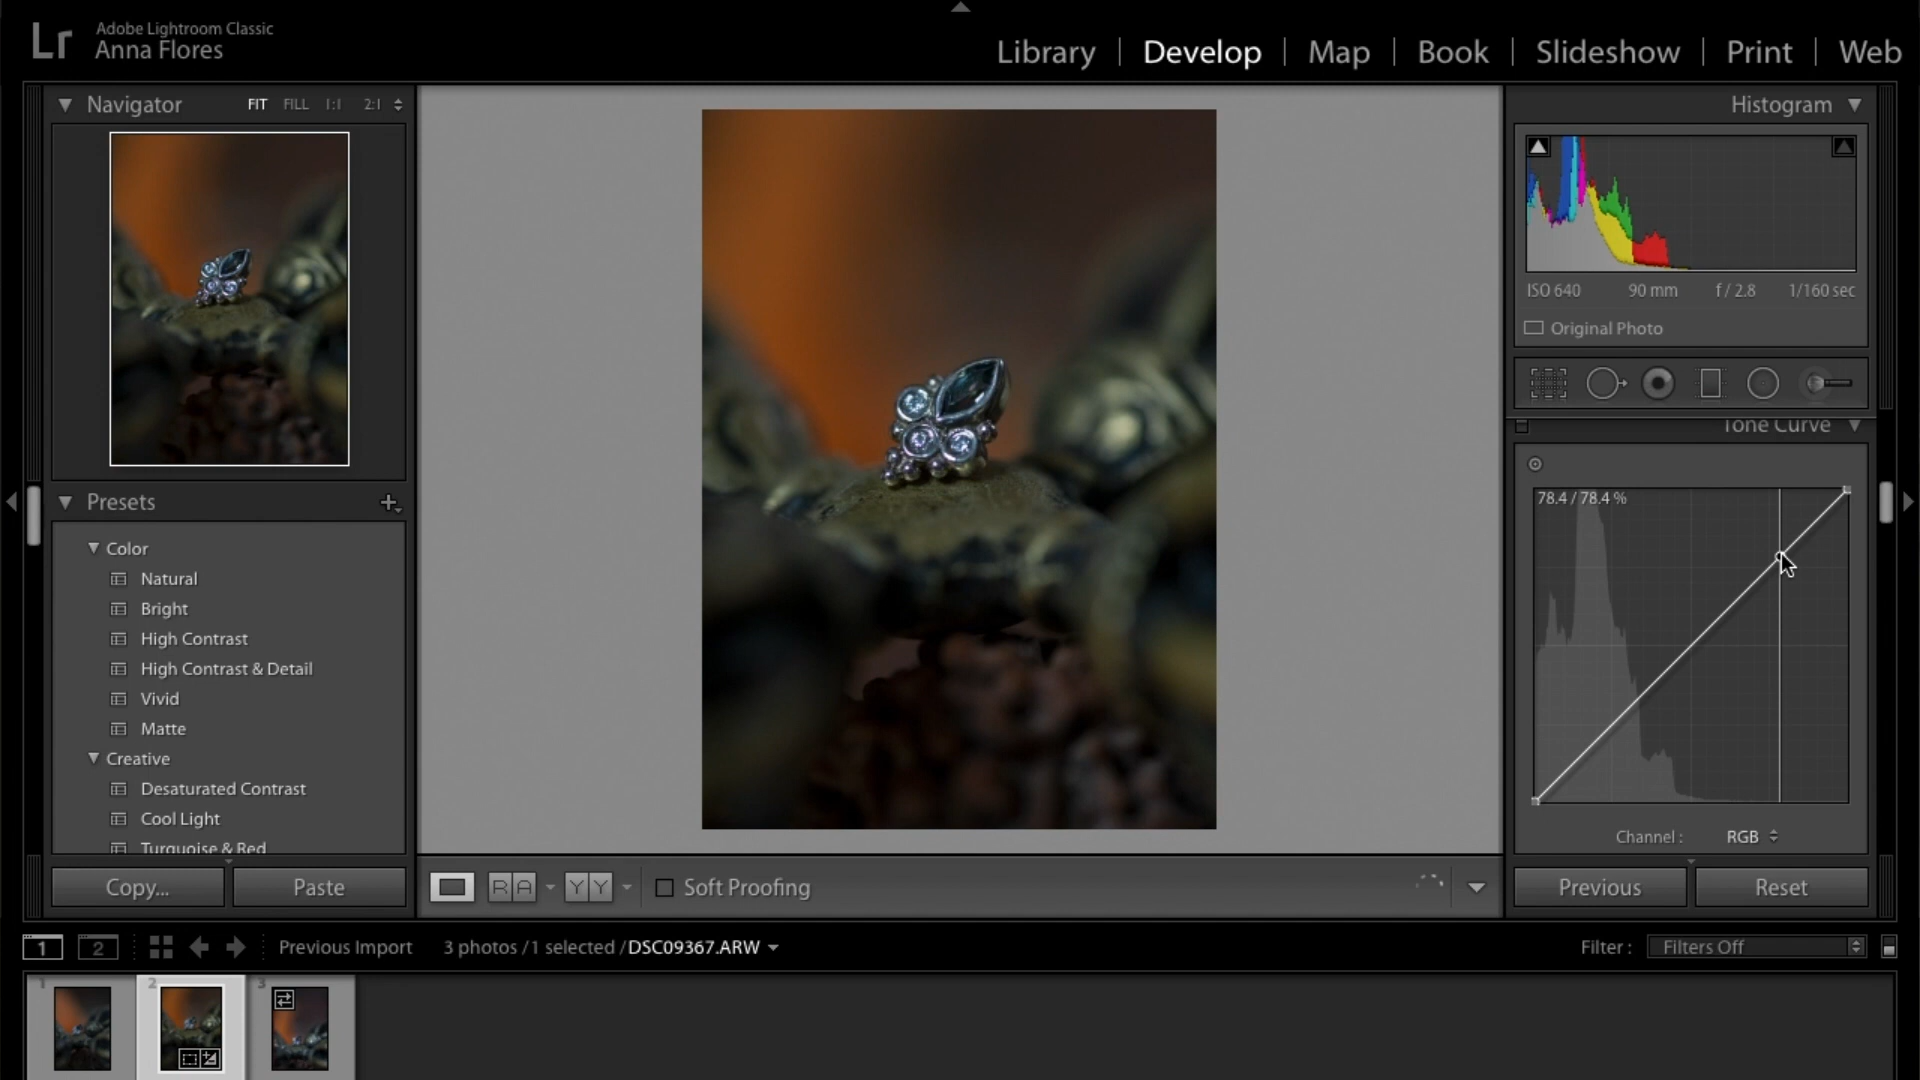 Lr
Adobe Lightroom Classic
Anna Flores
Library | Develop | Map | Book | Slideshow | Print | Web
Navigator FIT FILL 1:1 2:1
Histogram
ISO 640 90 mm f / 2.8 1/160 sec
Original Photo
Tone Curve
78.4 / 78.4 %
Channel : RGB
Presets
Color
Natural
Bright
High Contrast
High Contrast & Detail
Vivid
Matte
Creative
Desaturated Contrast
Cool Light
Turquoise & Red
Copy... Paste
R A Y Y Soft Proofing
Previous Reset
1 2 Previous Import 3 photos / 1 selected / DSC09367.ARW
Filter : Filters Off
1 2 3